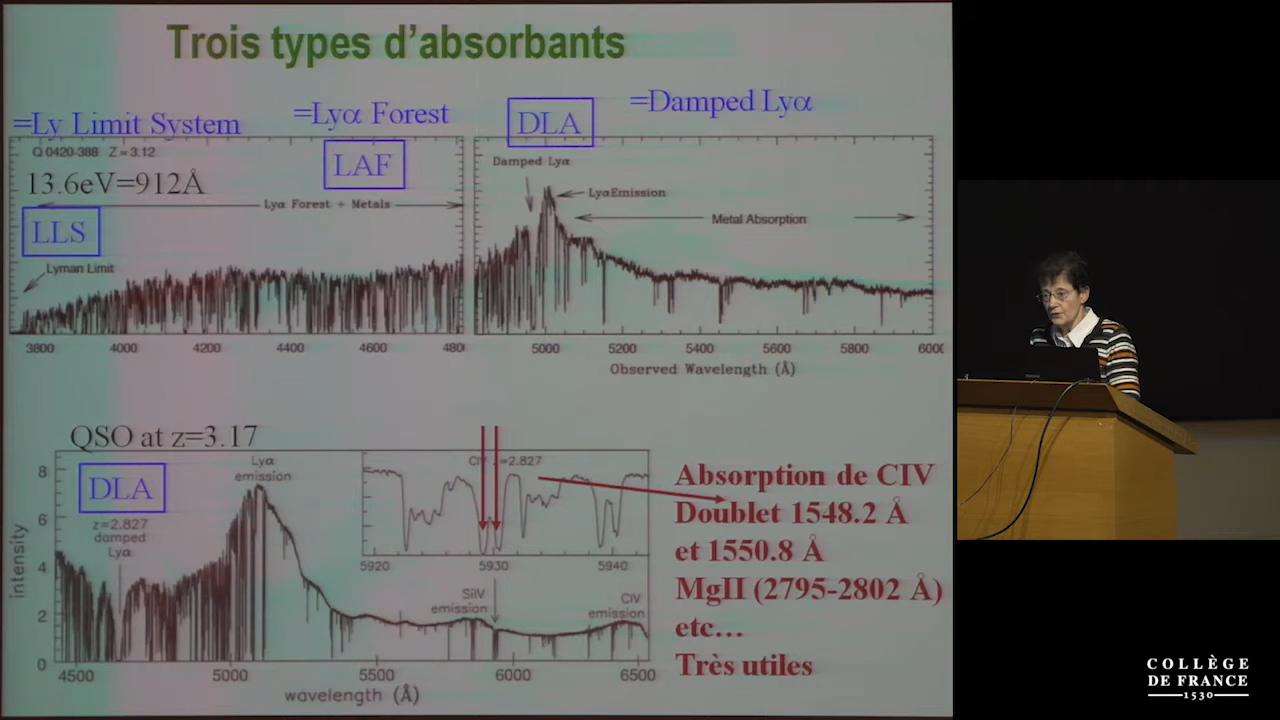 Trois types d'absorbants
=Ly Limit System
=Lyα Forest
DLA
=Damped Lyα
Q 0420-388 Z=3.12
13.6eV=912Å
LAF
Damped Lyα
LyαEmission
Lyα Forest + Metals
Metal Absorption
LLS
Lyman Limit
3800 4000 4200 4400 4600 480
5000 5200 5400 5600 5800 600
Observed Wavelength (Å)
QSO at z=3.17
DLA
Lyα
emission
z=2.827
damped
Lyα
z=2.827
5920 5930 5940
SiIV
emission
CIV
emission
8
6
4
2
0
intensity
4500 5000 5500 6000 6500
wavelength (Å)
Absorption de CIV
Doublet 1548.2 Å
et 1550.8 Å
MgII (2795-2802 Å)
etc...
Très utiles
COLLÈGE
DE FRANCE
1530